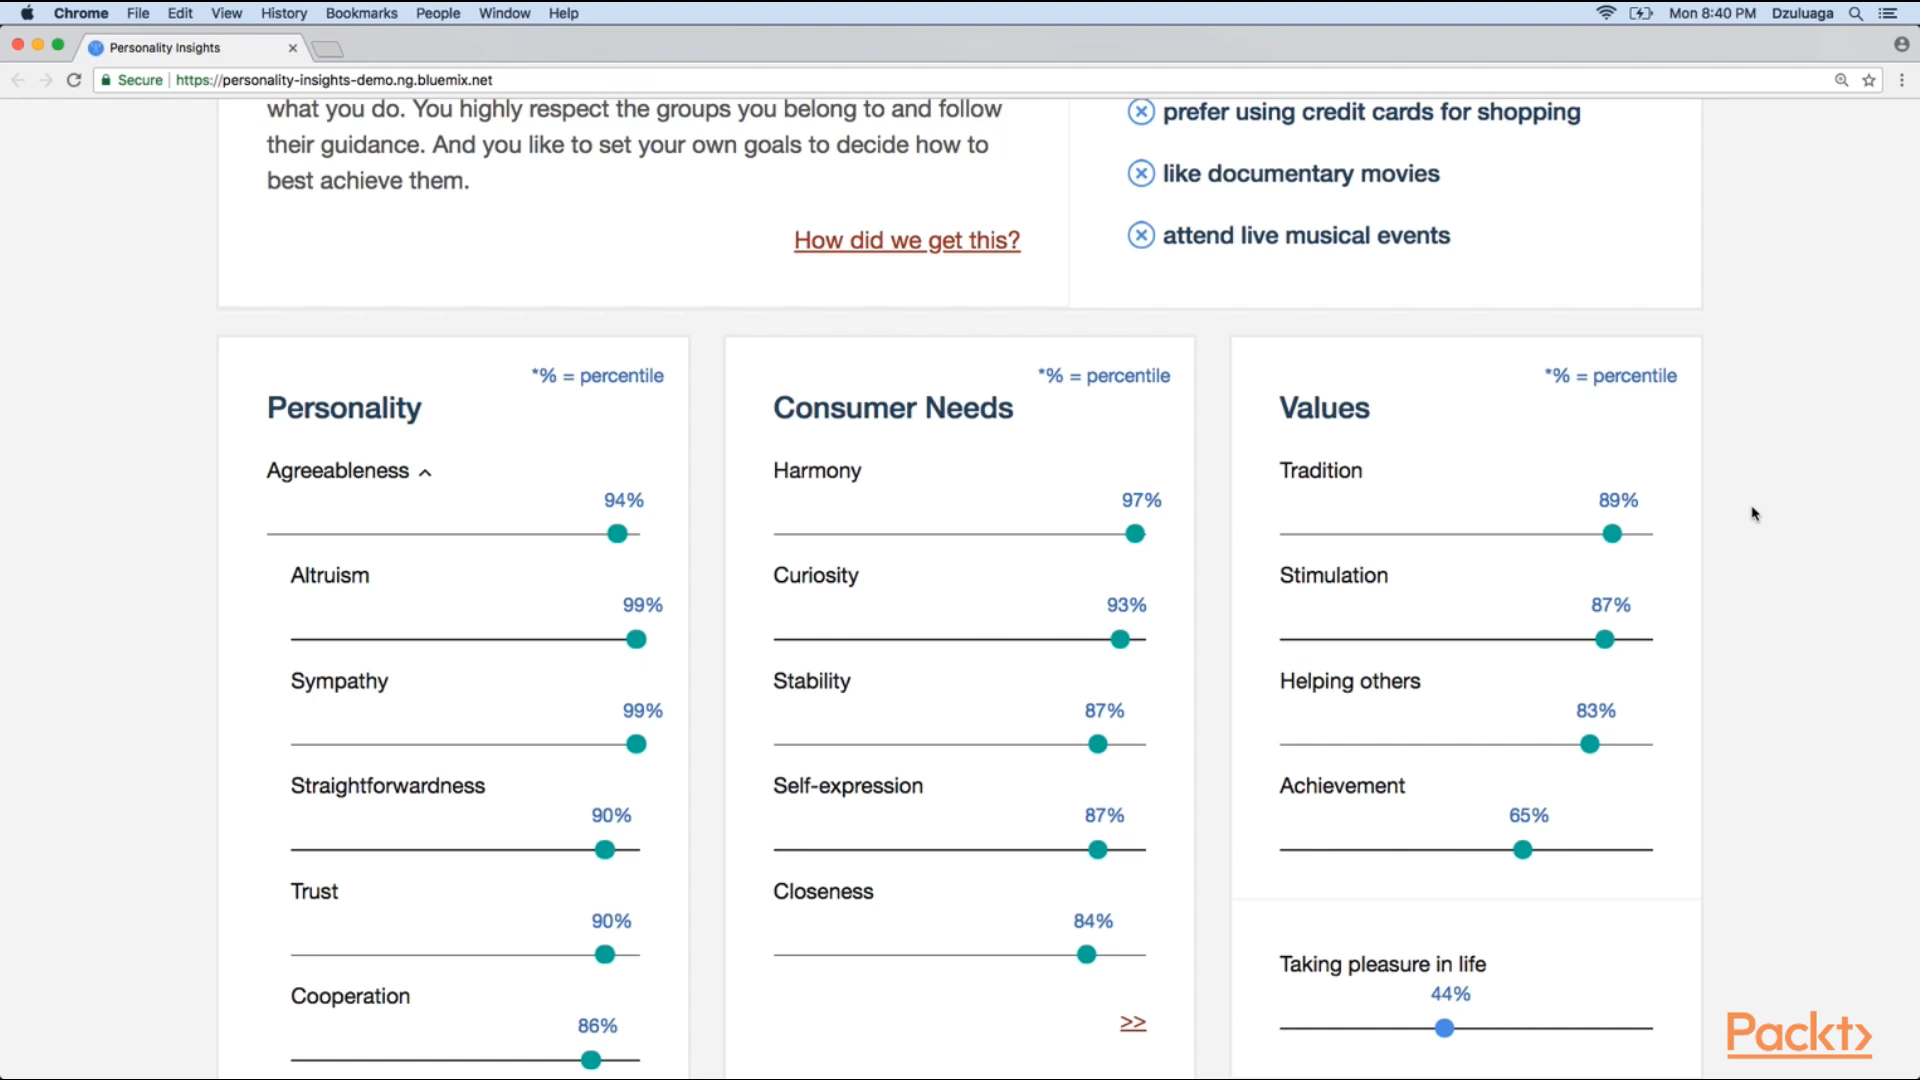 Chrome File Edit View History Bookmarks People Window Help Mon 8:40 PM Dzuluaga
Personality Insights
Secure https://personality-insights-demo.ng.bluemix.net
what you do. You highly respect the groups you belong to and follow
their guidance. And you like to set your own goals to decide how to
best achieve them.
How did we get this?
prefer using credit cards for shopping
like documentary movies
attend live musical events
*% = percentile
Personality
Agreeableness
94%
Altruism
99%
Sympathy
99%
Straightforwardness
90%
Trust
90%
Cooperation
86%
*% = percentile
Consumer Needs
Harmony
97%
Curiosity
93%
Stability
87%
Self-expression
87%
Closeness
84%
>>
*% = percentile
Values
Tradition
89%
Stimulation
87%
Helping others
83%
Achievement
65%
Taking pleasure in life
44%
Packt>